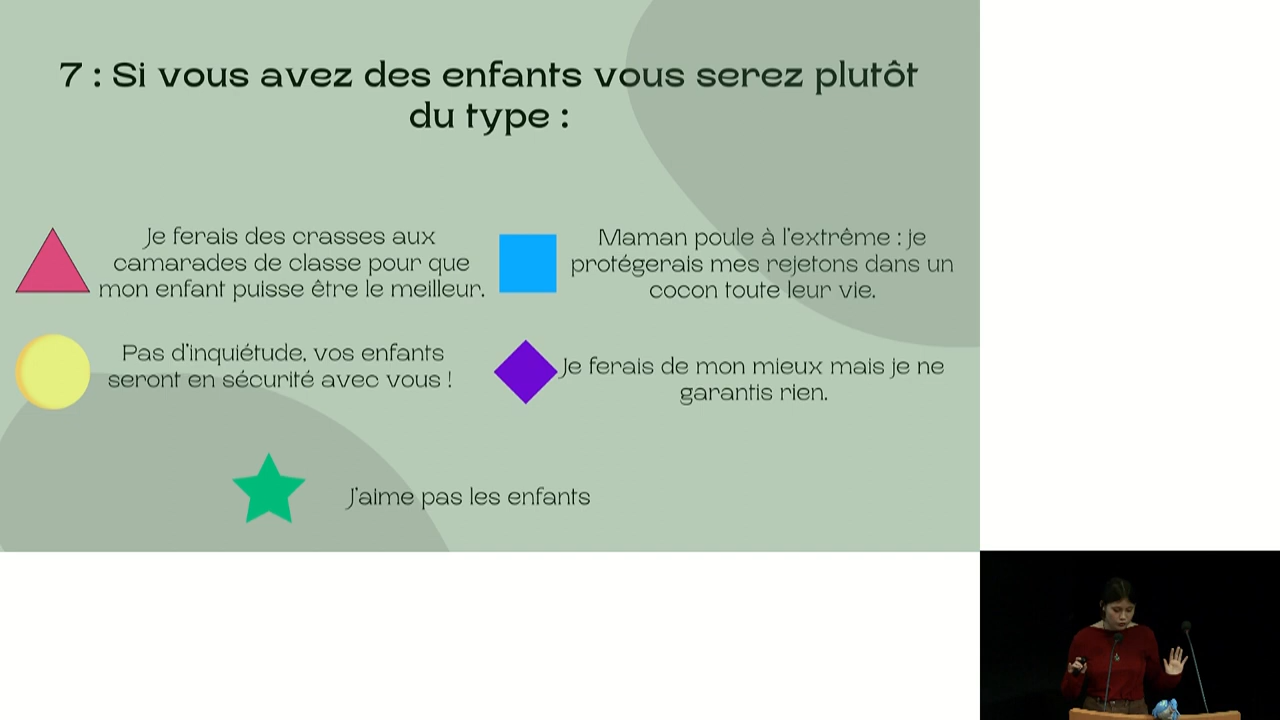 7 : Si vous avez des enfants vous serez plutôt
du type :
Je ferais des crasses aux
camarades de classe pour que
mon enfant puisse être le meilleur.
Maman poule à l'extrême : je
protégerais mes rejetons dans un
cocon toute leur vie.
Pas d'inquiétude, vos enfants
seront en sécurité avec vous !
Je ferais de mon mieux mais je ne
garantis rien.
J'aime pas les enfants